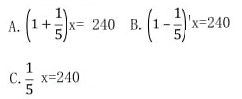 A. (1+1/5)x= 240 B. (1-1/5)'x=240
C. 1/5 x=240